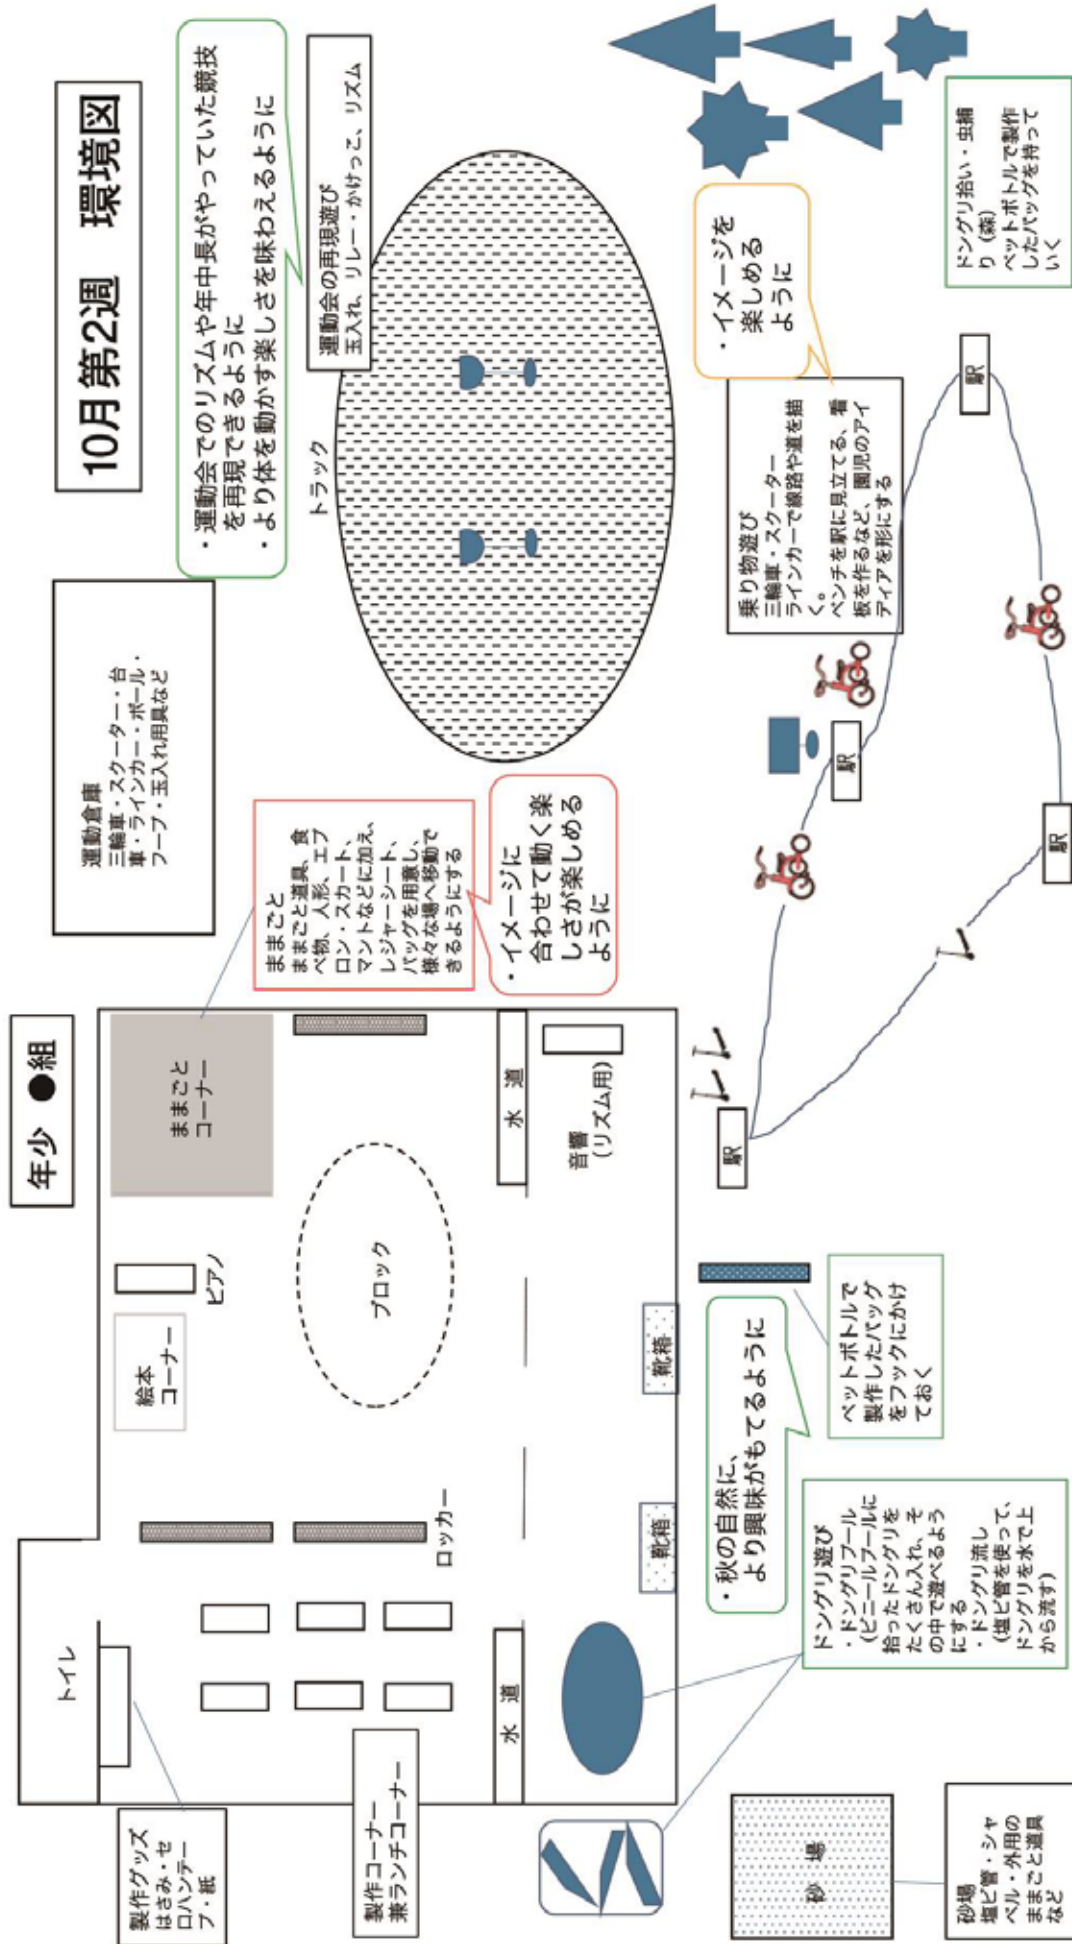 年少　●組
10月第2週　環境図
運動倉庫
三輪車・スクーター・台
車・ラインカー・ボール・
フープ・玉入れ用具など
・運動会でのリズムや年中長がやっていた競技
を再現できるように
・より体を動かす楽しさを味わえるように
運動会の再現遊び
玉入れ、リレー・かけっこ、リズム
トラック
トイレ
製作グッズ
はさみ・セ
ロハンテー
プ・紙
絵本
コーナー
ピアノ
ままごと
コーナー
ままごと
ままごと道具、食
べ物、人形、エプ
ロン・スカート、
マントなどに加え、
レジャーシート、
バッグを用意し、
様々な場へ移動で
きるようにする
・イメージに
合わせて動く楽
しさが楽しめる
ように
製作コーナー
兼ランチコーナー
ロッカー
ブロック
水　道
水　道
音響
(リズム用)
靴箱
靴箱
・秋の自然に、
より興味がもてるように
ドングリ遊び
・ドングリプール
(ビニールプールに
拾ったドングリを
たくさん入れ、そ
の中で遊べるよう
にする
・ドングリ流し
(塩ビ管を使って、
ドングリを水で上
から流す)
ペットボトルで
製作したバッグ
をフックにかけ
ておく
砂　場
砂場
塩ビ管・シャ
ベル・外用の
ままごと道具
など
駅
駅
駅
駅
乗り物遊び
三輪車・スクーター
ラインカーで線路や道を描
く。
ベンチを駅に見立てる、看
板を作るなど、園児のアイ
ディアを形にする
・イメージを
楽しめる
ように
ドングリ拾い・虫捕
り（森）
ペットボトルで製作
したバッグを持って
いく